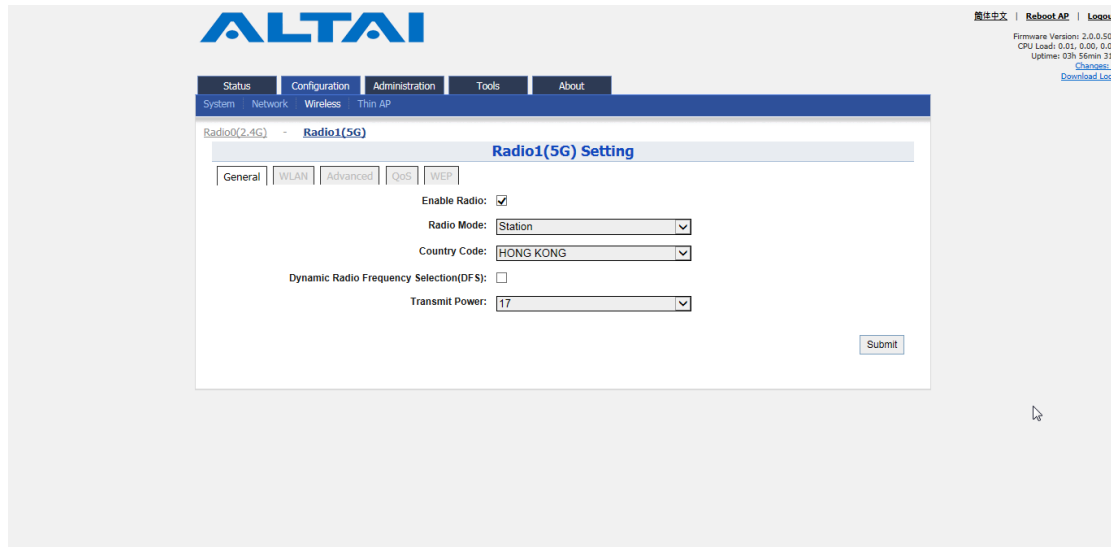 ALTAI
簡体中文 | Reboot AP | Logou
Firmware Version: 2.0.0.50
CPU Load: 0.01, 0.00, 0.0
Uptime: 03h 56min 31
Changes:
Download Log
Status Configuration Administration Tools About
System Network Wireless Thin AP
Radio0(2.4G) - Radio1(5G)
Radio1(5G) Setting
General WLAN Advanced QoS WEP
Enable Radio:
Radio Mode: Station
Country Code: HONG KONG
Dynamic Radio Frequency Selection(DFS):
Transmit Power: 17
Submit